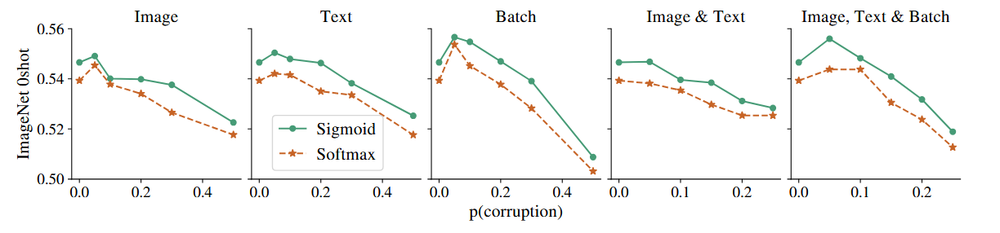 Image Text Batch Image & Text Image, Text & Batch
ImageNet 0shot
0.56
0.54
0.52
0.50
Sigmoid
Softmax
0.0 0.2 0.4 0.0 0.2 0.4 0.0 0.2 0.4 0.0 0.1 0.2 0.0 0.1 0.2
p(corruption)